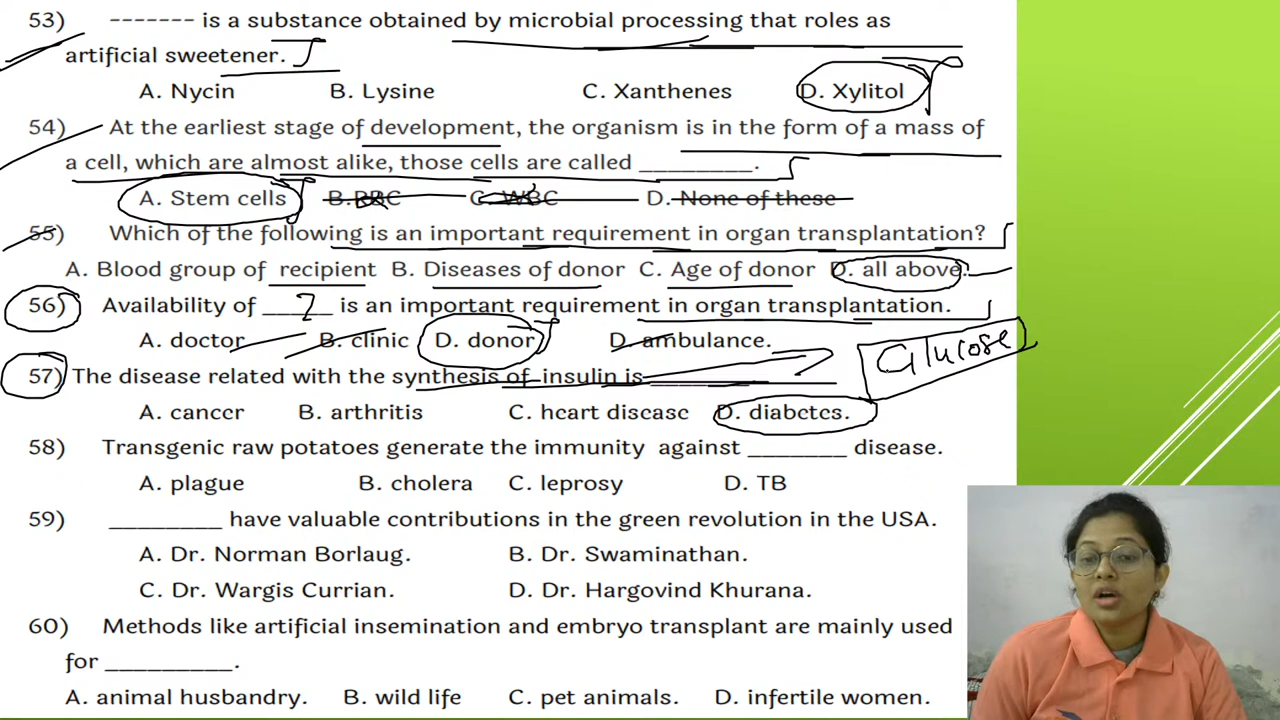 53) ------- is a substance obtained by microbial processing that roles as
artificial sweetener.
A. Nycin B. Lysine C. Xanthenes D. Xylitol
54) At the earliest stage of development, the organism is in the form of a mass of
a cell, which are almost alike, those cells are called _________.
A. Stem cells B. RBC C. WBC D. None of these
55) Which of the following is an important requirement in organ transplantation?
A. Blood group of recipient B. Diseases of donor C. Age of donor D. all above.
56) Availability of _____ is an important requirement in organ transplantation.
A. doctor B. clinic D. donor D. ambulance.
57) The disease related with the synthesis of insulin is
Glucose
A. cancer B. arthritis C. heart disease D. diabetes.
58) Transgenic raw potatoes generate the immunity against _______ disease.
A. plague B. cholera C. leprosy D. TB
59) ________ have valuable contributions in the green revolution in the USA.
A. Dr. Norman Borlaug. B. Dr. Swaminathan.
C. Dr. Wargis Currian. D. Dr. Hargovind Khurana.
60) Methods like artificial insemination and embryo transplant are mainly used
for _________.
A. animal husbandry. B. wild life C. pet animals. D. infertile women.